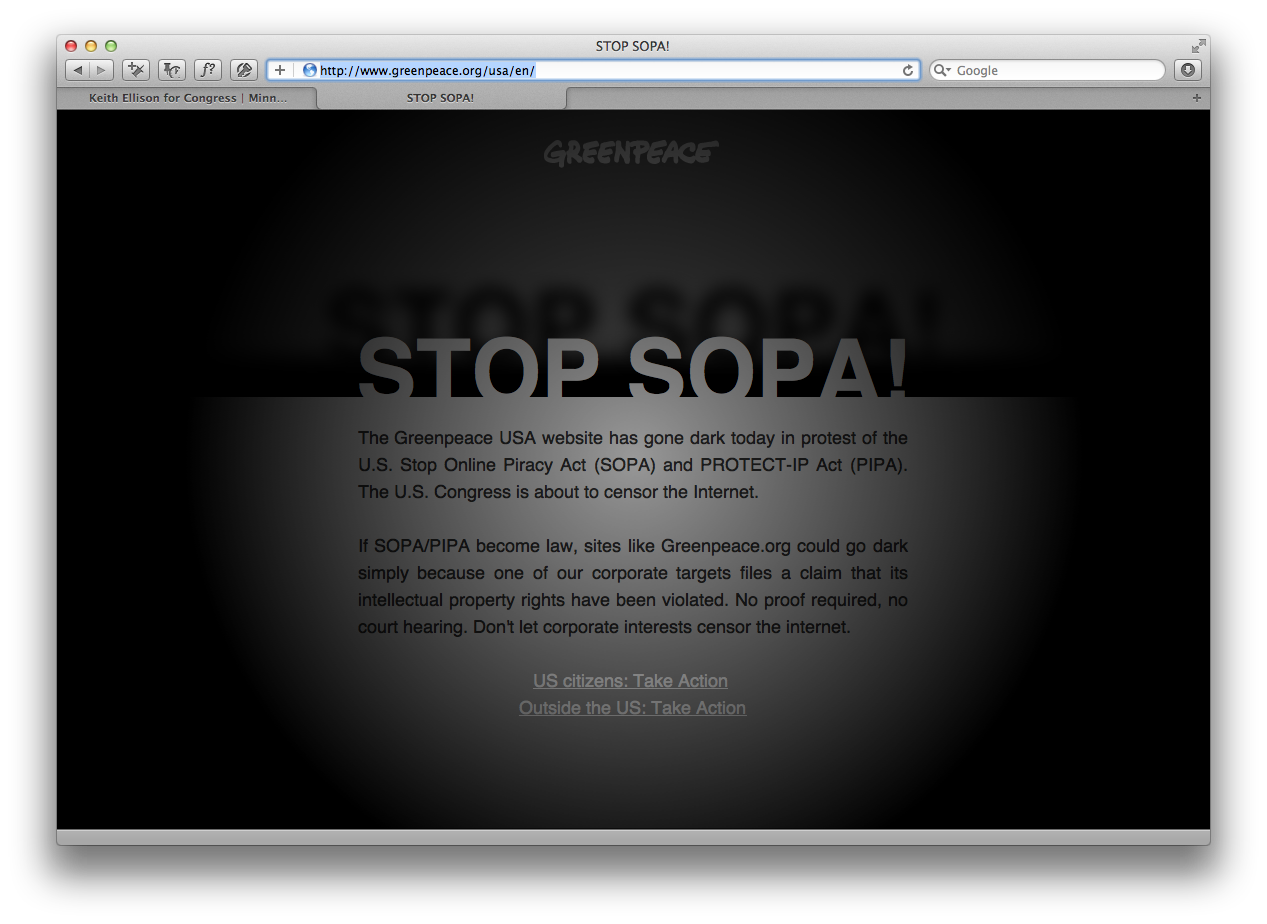 STOP SOPA!
f?
http://www.greenpeace.org/usa/en/
Google
Keith Ellison for Congress | Minn...
STOP SOPA!
GREENPEACE
STOP SOPA!
STOP SOPA!
The Greenpeace USA website has gone dark today in protest of the
U.S. Stop Online Piracy Act (SOPA) and PROTECT-IP Act (PIPA).
The U.S. Congress is about to censor the Internet.
If SOPA/PIPA become law, sites like Greenpeace.org could go dark
simply because one of our corporate targets files a claim that its
intellectual property rights have been violated. No proof required, no
court hearing. Don't let corporate interests censor the internet.
US citizens: Take Action
Outside the US: Take Action